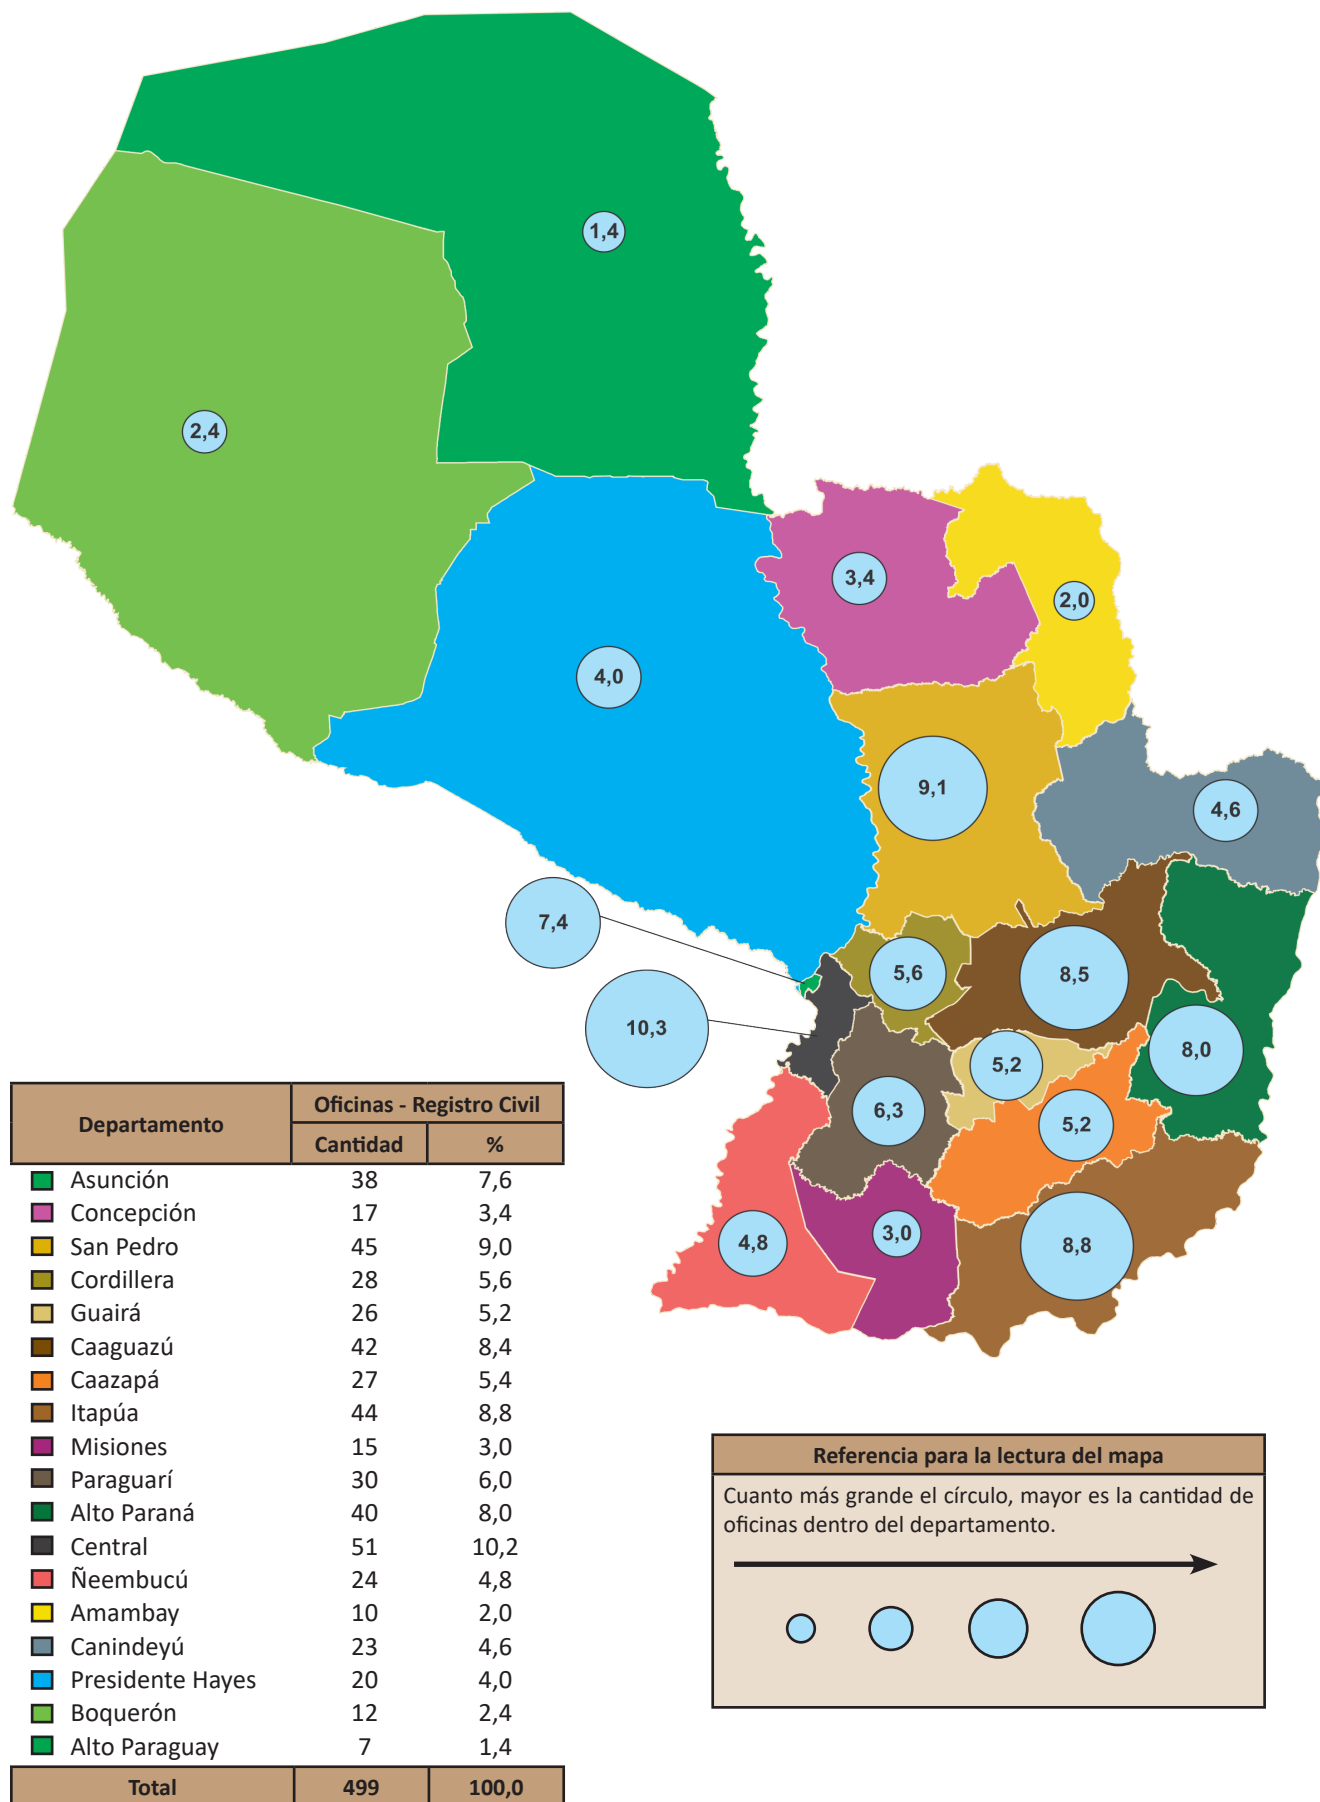 1,4
2,4
3,4
2,0
4,0
9,1
4,6
7,4
5,6
8,5
10,3
5,2
8,0
6,3
5,2
4,8
3,0
8,8
Departamento
Oficinas - Registro Civil
Cantidad %
Asunción 38 7,6
Concepción 17 3,4
San Pedro 45 9,0
Cordillera 28 5,6
Guairá 26 5,2
Caaguazú 42 8,4
Caazapá 27 5,4
Itapúa 44 8,8
Misiones 15 3,0
Paraguarí 30 6,0
Alto Paraná 40 8,0
Central 51 10,2
Ñeembucú 24 4,8
Amambay 10 2,0
Canindeyú 23 4,6
Presidente Hayes 20 4,0
Boquerón 12 2,4
Alto Paraguay 7 1,4
Total 499 100,0
Referencia para la lectura del mapa
Cuanto más grande el círculo, mayor es la cantidad de
oficinas dentro del departamento.